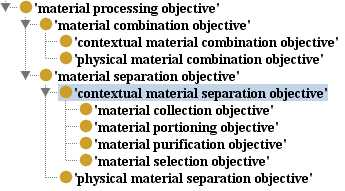 'material processing objective'
'material combination objective'
'contextual material combination objective'
'physical material combination objective'
'material separation objective'
'contextual material separation objective'
'material collection objective'
'material portioning objective'
'material purification objective'
'material selection objective'
'physical material separation objective'